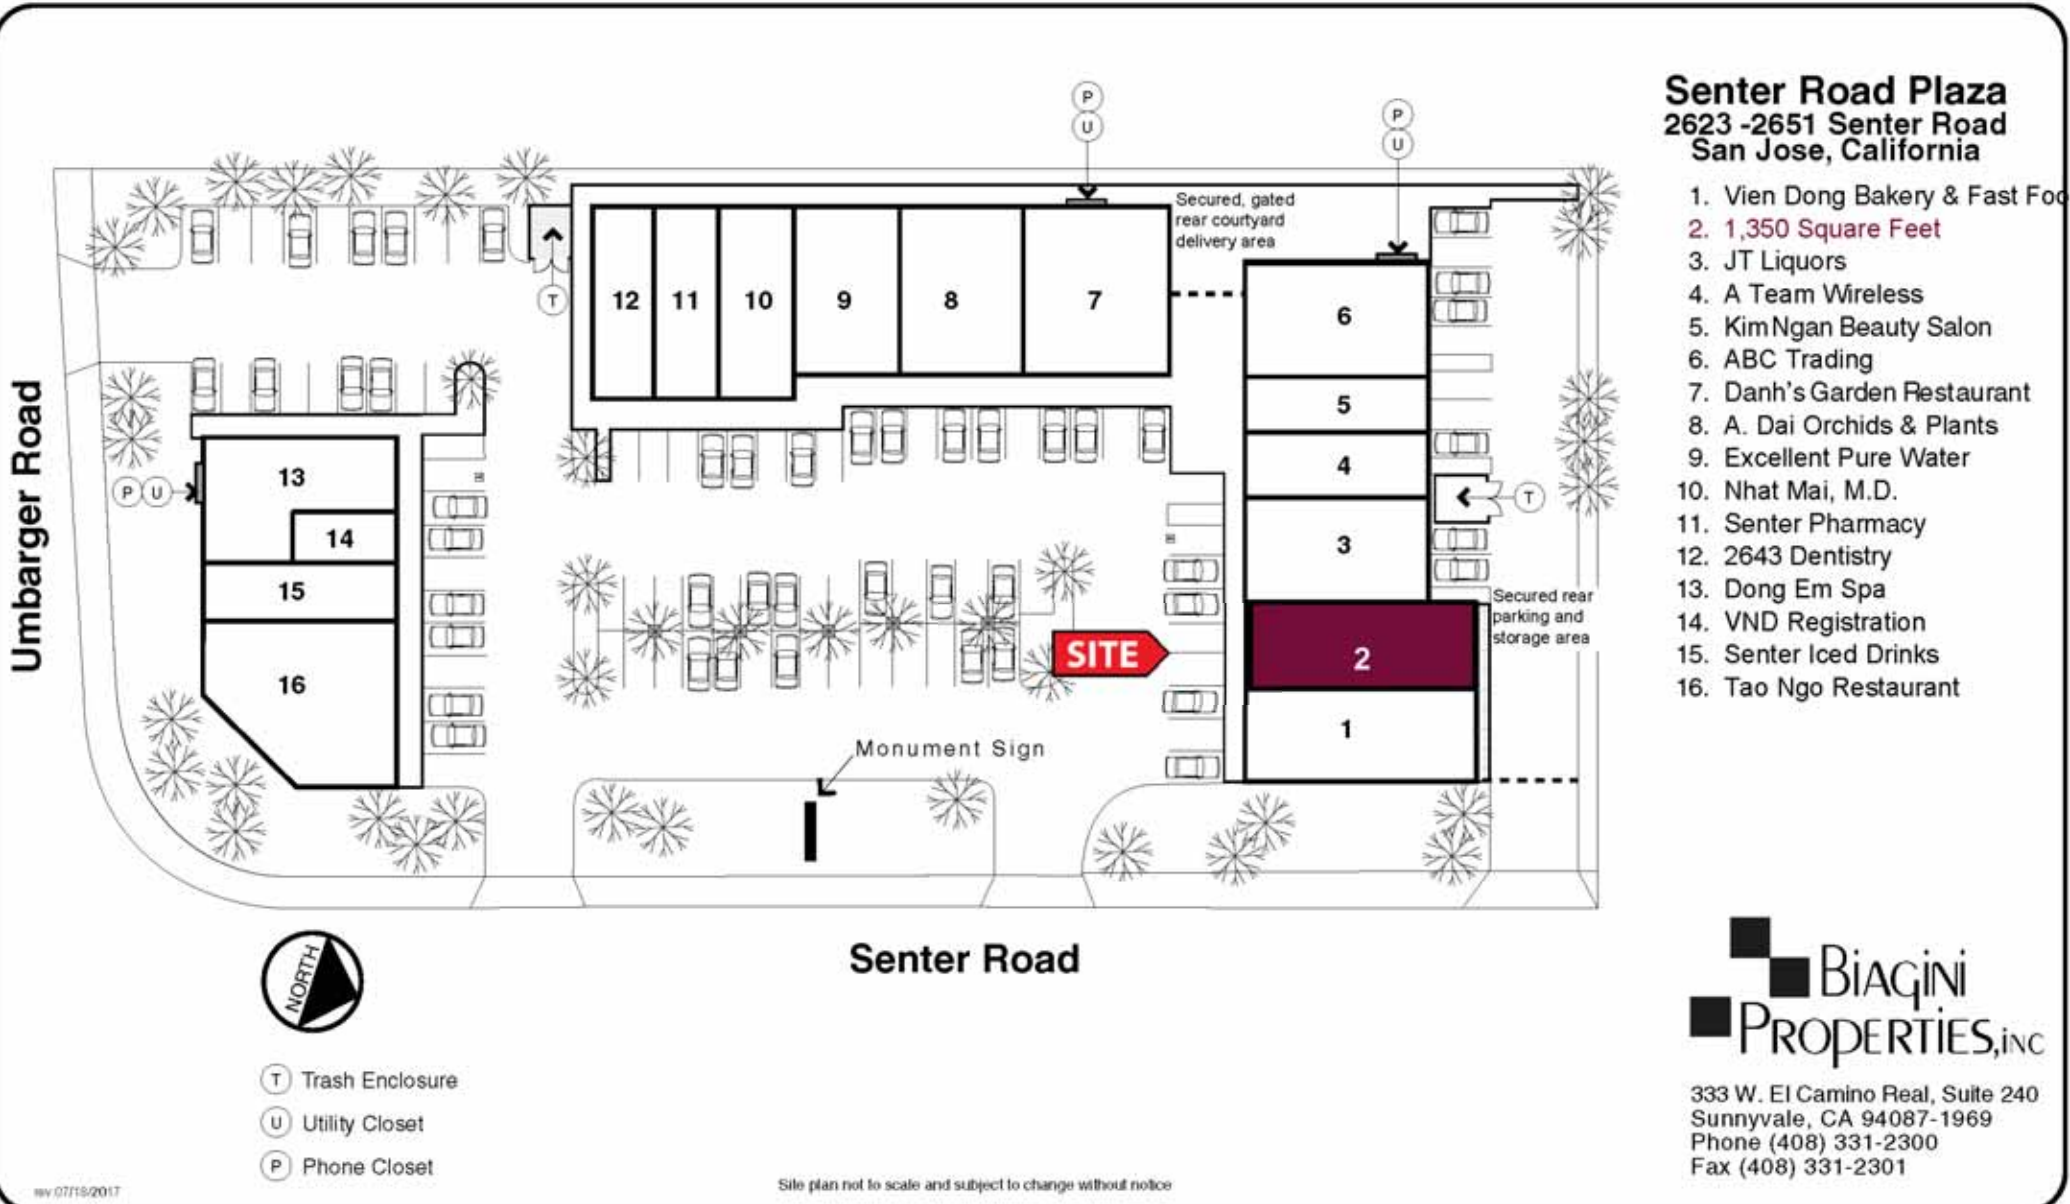 Senter Road Plaza
2623 -2651 Senter Road
San Jose, California
1. Vien Dong Bakery & Fast Foo
2. 1,350 Square Feet
3. JT Liquors
4. A Team Wireless
5. Kim Ngan Beauty Salon
6. ABC Trading
7. Danh's Garden Restaurant
8. A. Dai Orchids & Plants
9. Excellent Pure Water
10. Nhat Mai, M.D.
11. Senter Pharmacy
12. 2643 Dentistry
13. Dong Em Spa
14. VND Registration
15. Senter Iced Drinks
16. Tao Ngo Restaurant
P
U
P
U
Secured, gated
rear courtyard
delivery area
T
12 11 10 9 8 7
6
5
4
3
2
1
T
Secured rear
parking and
storage area
Umbarger Road
P U
13
14
15
16
SITE
Monument Sign
Senter Road
NORTH
T Trash Enclosure
U Utility Closet
P Phone Closet
BiAGiNi
PROPERTiES,iNC
333 W. El Camino Real, Suite 240
Sunnyvale, CA 94087-1969
Phone (408) 331-2300
Fax (408) 331-2301
rev.07/18/2017
Site plan not to scale and subject to change without notice